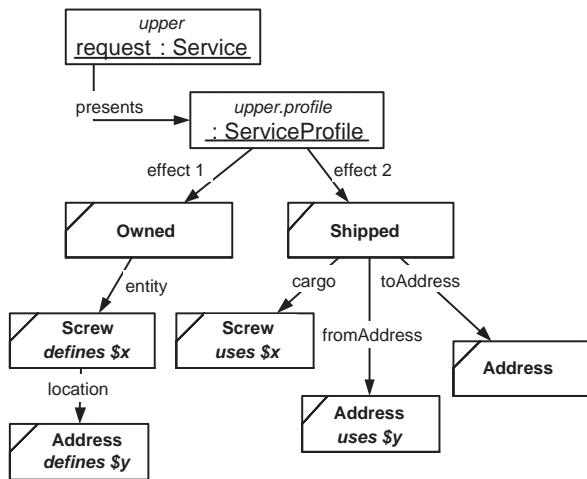 upper
request : Service
presents
upper.profile
: ServiceProfile
effect 1
effect 2
Owned
Shipped
entity
cargo
toAddress
Screw
defines $x
Screw
uses $x
fromAddress
Address
location
Address
defines $y
Address
uses $y